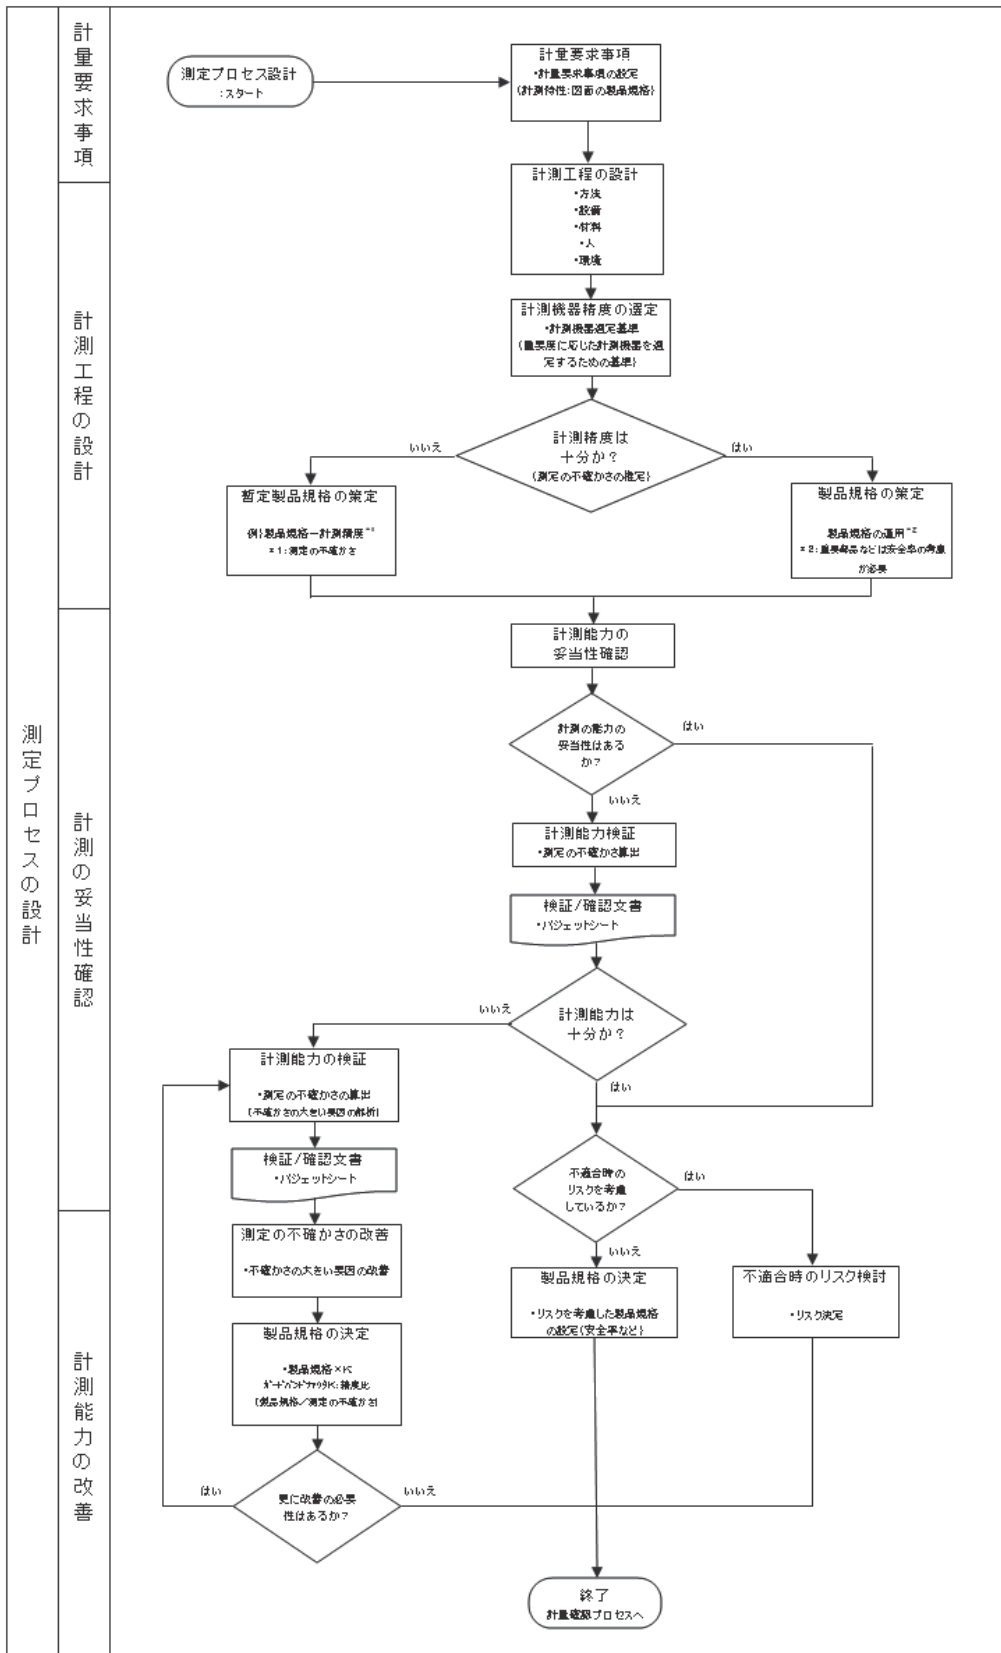 測定プロセスの設計
計量要求事項
測定プロセス設計
:スタート
計量要求事項
・計量要求事項の設定
(計測特性:図面の製品規格)
計測工程の設計
計測工程の設計
・方法
・設備
・材料
・人
・環境
計測機器精度の選定
・計測機器選定基準
(重要度に応じた計測機器を選
定するための基準)
計測精度は
十分か?
(測定の不確かさの推定)
いいえ
はい
暫定製品規格の策定
例)製品規格-計測精度*1
*1:測定の不確かさ
製品規格の策定
製品規格の運用*2
*2:重要部品などは安全率の考慮
が必要
計測の妥当性確認
計測能力の
妥当性確認
計測の能力の
妥当性はある
か?
はい
いいえ
計測能力検証
・測定の不確かさ算出
検証/確認文書
・バジェットシート
計測能力は
十分か?
いいえ
はい
計測能力の検証
・測定の不確かさの算出
(不確かさの大きい要因の解析)
検証/確認文書
・バジェットシート
不適合時の
リスクを考慮
しているか?
はい
いいえ
計測能力の改善
測定の不確かさの改善
・不確かさの大きい要因の改善
製品規格の決定
・リスクを考慮した製品規格
の設定(安全率など)
不適合時のリスク検討
・リスク決定
製品規格の決定
・製品規格×K
ガードバンドファクタK:精度比
(製品規格/測定の不確かさ)
更に改善の必要
性はあるか?
はい
いいえ
終了
計量確認プロセスへ